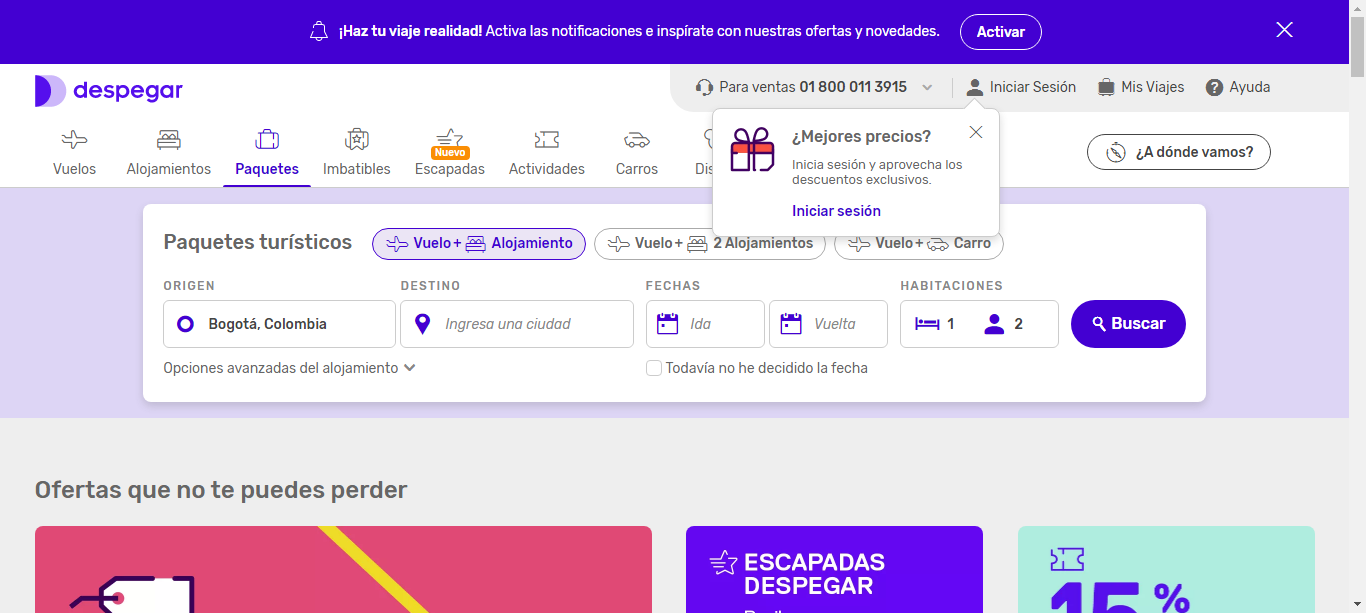 ¡Haz tu viaje realidad! Activa las notificaciones e inspírate con nuestras ofertas y novedades.
Activar
despegar
Para ventas 01 800 011 3915
Iniciar Sesión
Mis Viajes
Ayuda
Vuelos
Alojamientos
Paquetes
Imbatibles
Nuevo
Escapadas
Actividades
Carros
¿Mejores precios?
Inicia sesión y aprovecha los
descuentos exclusivos.
Iniciar sesión
¿A dónde vamos?
Paquetes turísticos
Vuelo + Alojamiento
Vuelo + 2 Alojamientos
Vuelo + Carro
ORIGEN
DESTINO
FECHAS
HABITACIONES
Bogotá, Colombia
Ingresa una ciudad
Ida
Vuelta
1
2
Buscar
Opciones avanzadas del alojamiento
Todavía no he decidido la fecha
Ofertas que no te puedes perder
ESCAPADAS
DESPEGAR
15%